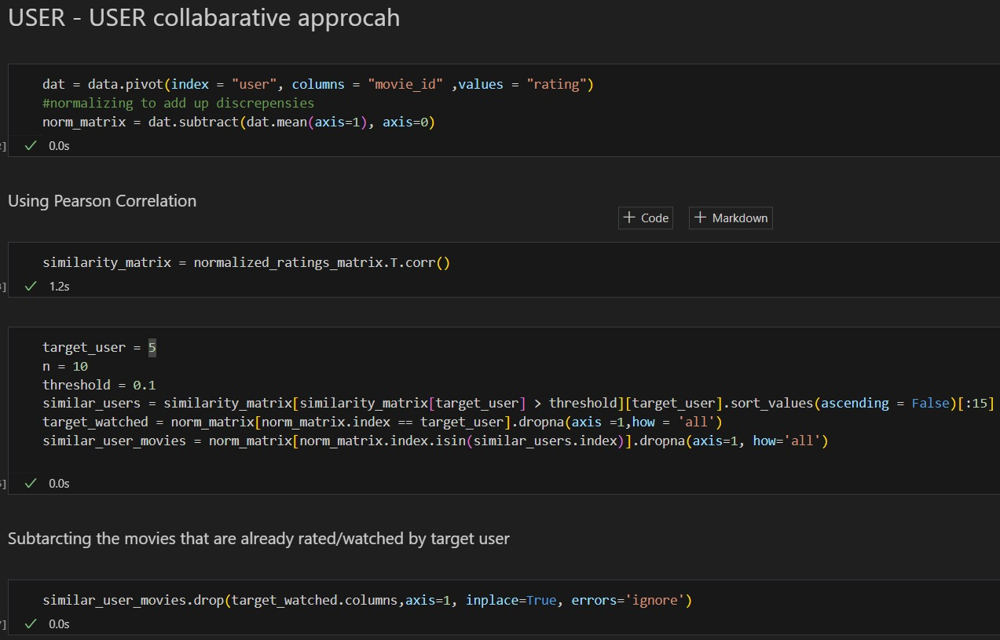 USER - USER collabarative approcah
dat = data.pivot(index = "user", columns = "movie_id" ,values = "rating")
#normalizing to add up discrepensies
norm_matrix = dat.subtract(dat.mean(axis=1), axis=0)
]
✓ 0.0s
Using Pearson Correlation
+ Code + Markdown
similarity_matrix = normalized_ratings_matrix.T.corr()
]
✓ 1.2s
target_user = 5
n = 10
threshold = 0.1
similar_users = similarity_matrix[similarity_matrix[target_user] > threshold][target_user].sort_values(ascending = False)[:15]
target_watched = norm_matrix[norm_matrix.index == target_user].dropna(axis =1,how = 'all')
similar_user_movies = norm_matrix[norm_matrix.index.isin(similar_users.index)].dropna(axis=1, how='all')
]
✓ 0.0s
Subtarcting the movies that are already rated/watched by target user
similar_user_movies.drop(target_watched.columns,axis=1, inplace=True, errors='ignore')
]
✓ 0.0s